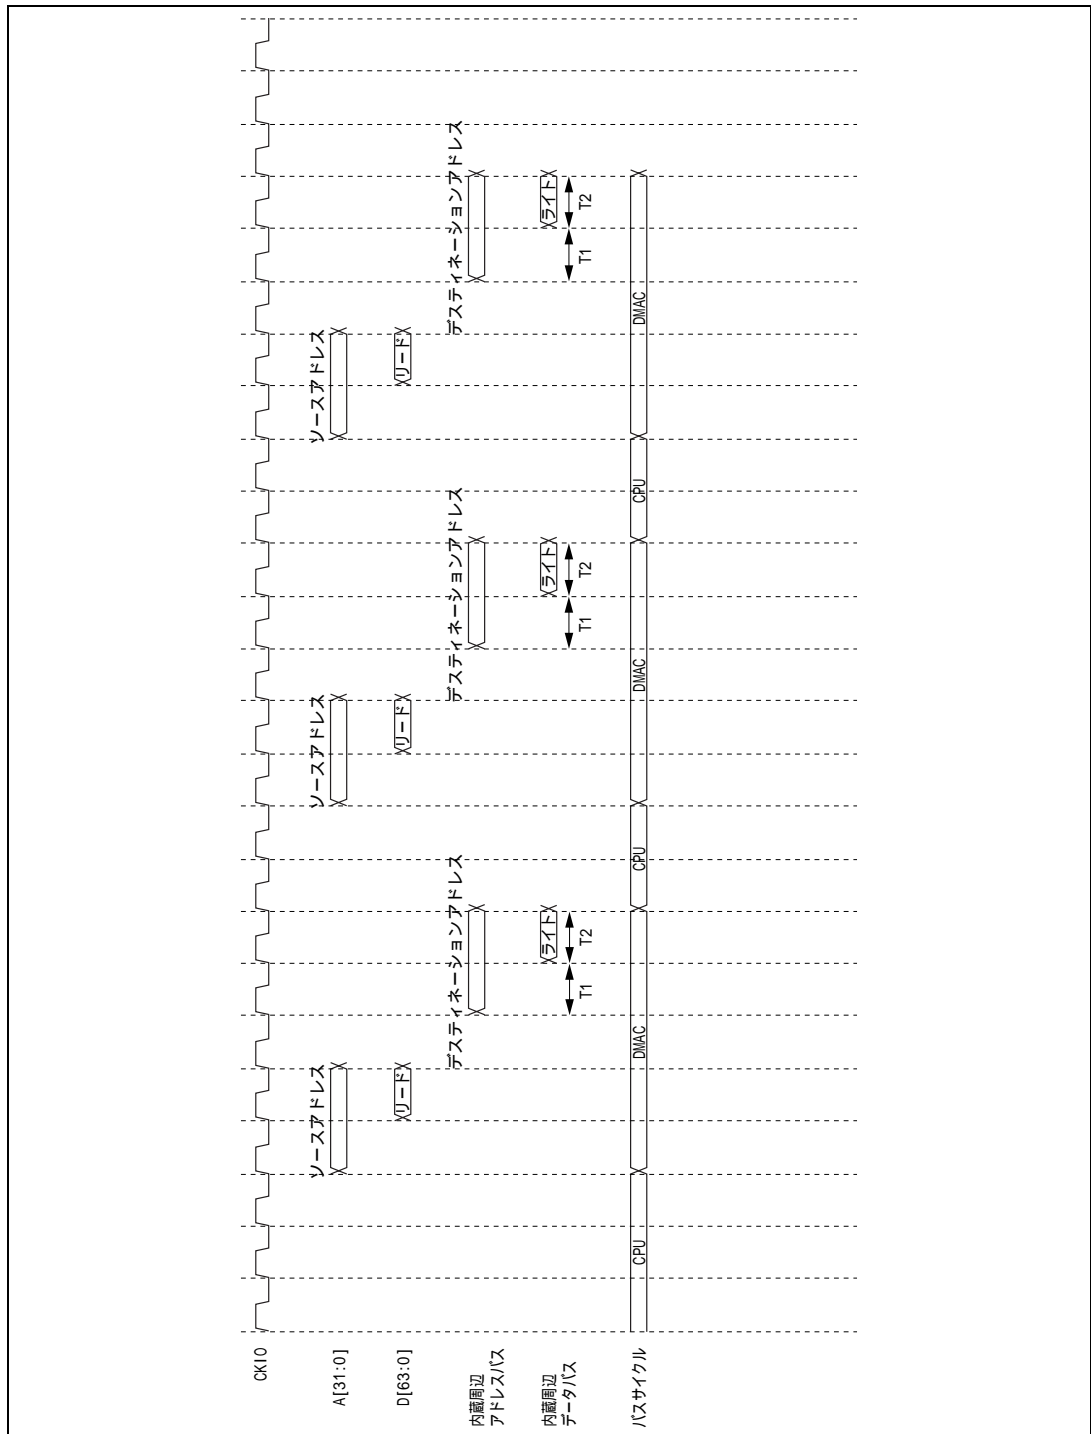 CKIO
ソースアドレス ソースアドレス ソースアドレス
A[31:0]
D[63:0] リード リード リード
デスティネーションアドレス デスティネーションアドレス デスティネーションアドレス
内蔵周辺
アドレスバス
内蔵周辺 ライト ライト ライト
データバス
T1 T2 T1 T2 T1 T2
バスサイクル CPU DMAC CPU DMAC CPU DMAC